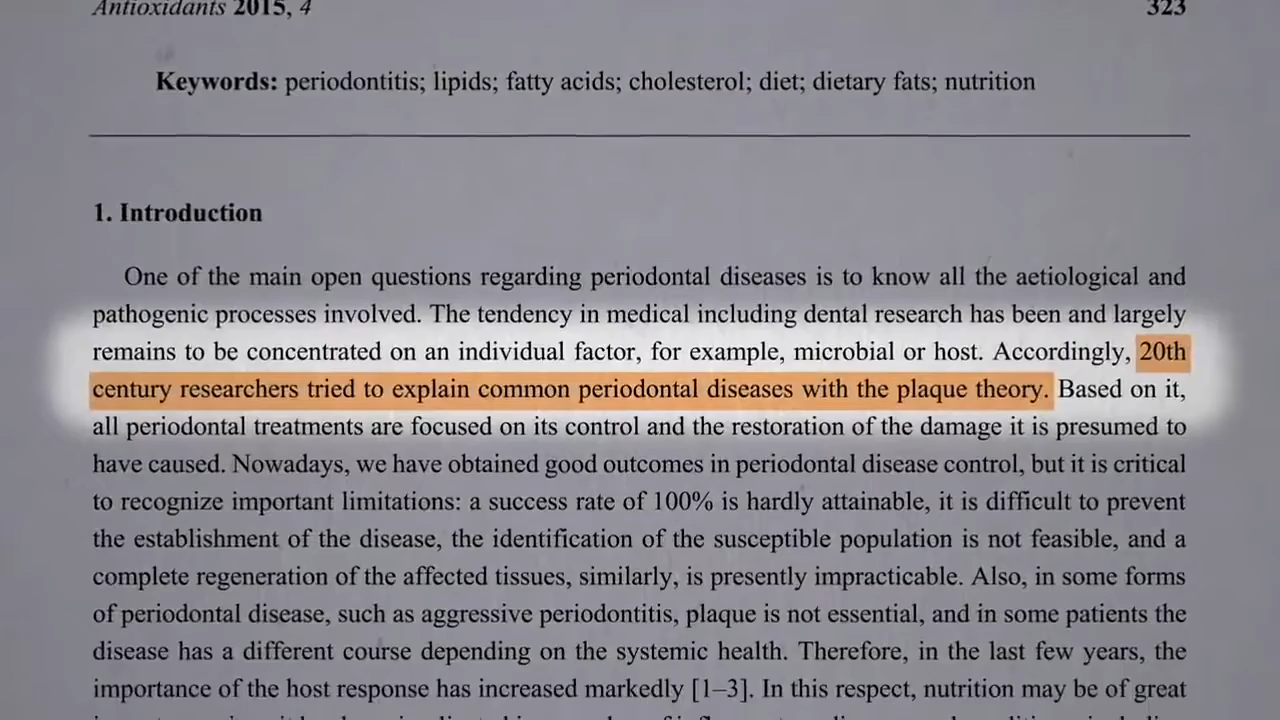 Antioxidants 2015, 4
323
Keywords: periodontitis; lipids; fatty acids; cholesterol; diet; dietary fats; nutrition
1. Introduction
One of the main open questions regarding periodontal diseases is to know all the aetiological and
pathogenic processes involved. The tendency in medical including dental research has been and largely
remains to be concentrated on an individual factor, for example, microbial or host. Accordingly, 20th
century researchers tried to explain common periodontal diseases with the plaque theory. Based on it,
all periodontal treatments are focused on its control and the restoration of the damage it is presumed to
have caused. Nowadays, we have obtained good outcomes in periodontal disease control, but it is critical
to recognize important limitations: a success rate of 100% is hardly attainable, it is difficult to prevent
the establishment of the disease, the identification of the susceptible population is not feasible, and a
complete regeneration of the affected tissues, similarly, is presently impracticable. Also, in some forms
of periodontal disease, such as aggressive periodontitis, plaque is not essential, and in some patients the
disease has a different course depending on the systemic health. Therefore, in the last few years, the
importance of the host response has increased markedly [1–3]. In this respect, nutrition may be of great